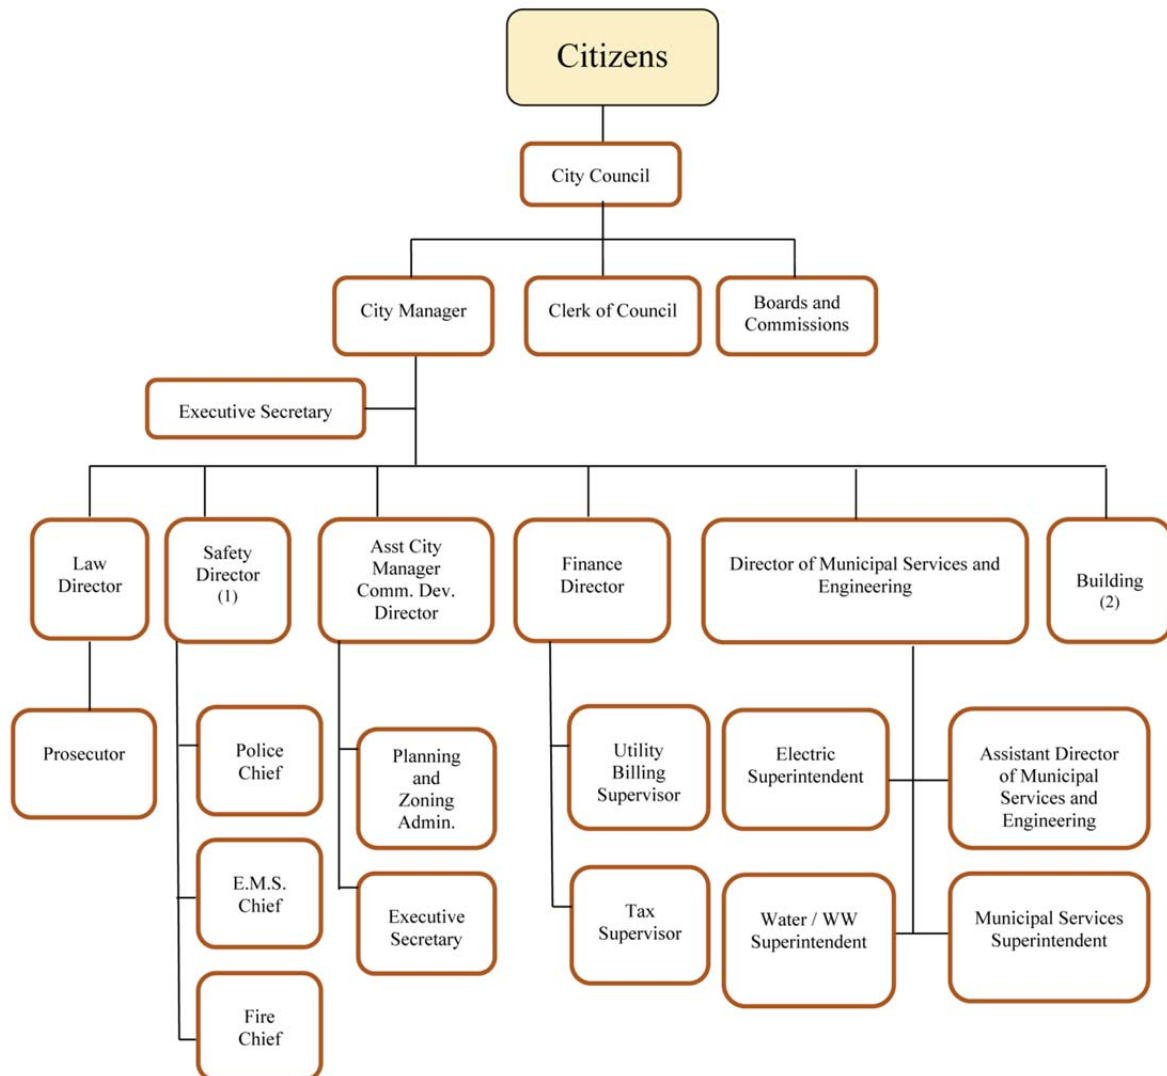 Citizens
City Council
City Manager
Clerk of Council
Boards and
Commissions
Executive Secretary
Law
Director
Safety
Director
(1)
Asst City
Manager
Comm. Dev.
Director
Finance
Director
Director of Municipal Services and
Engineering
Building
(2)
Prosecutor
Police
Chief
E.M.S.
Chief
Fire
Chief
Planning
and
Zoning
Admin.
Executive
Secretary
Utility
Billing
Supervisor
Tax
Supervisor
Electric
Superintendent
Assistant Director
of Municipal
Services and
Engineering
Water / WW
Superintendent
Municipal Services
Superintendent